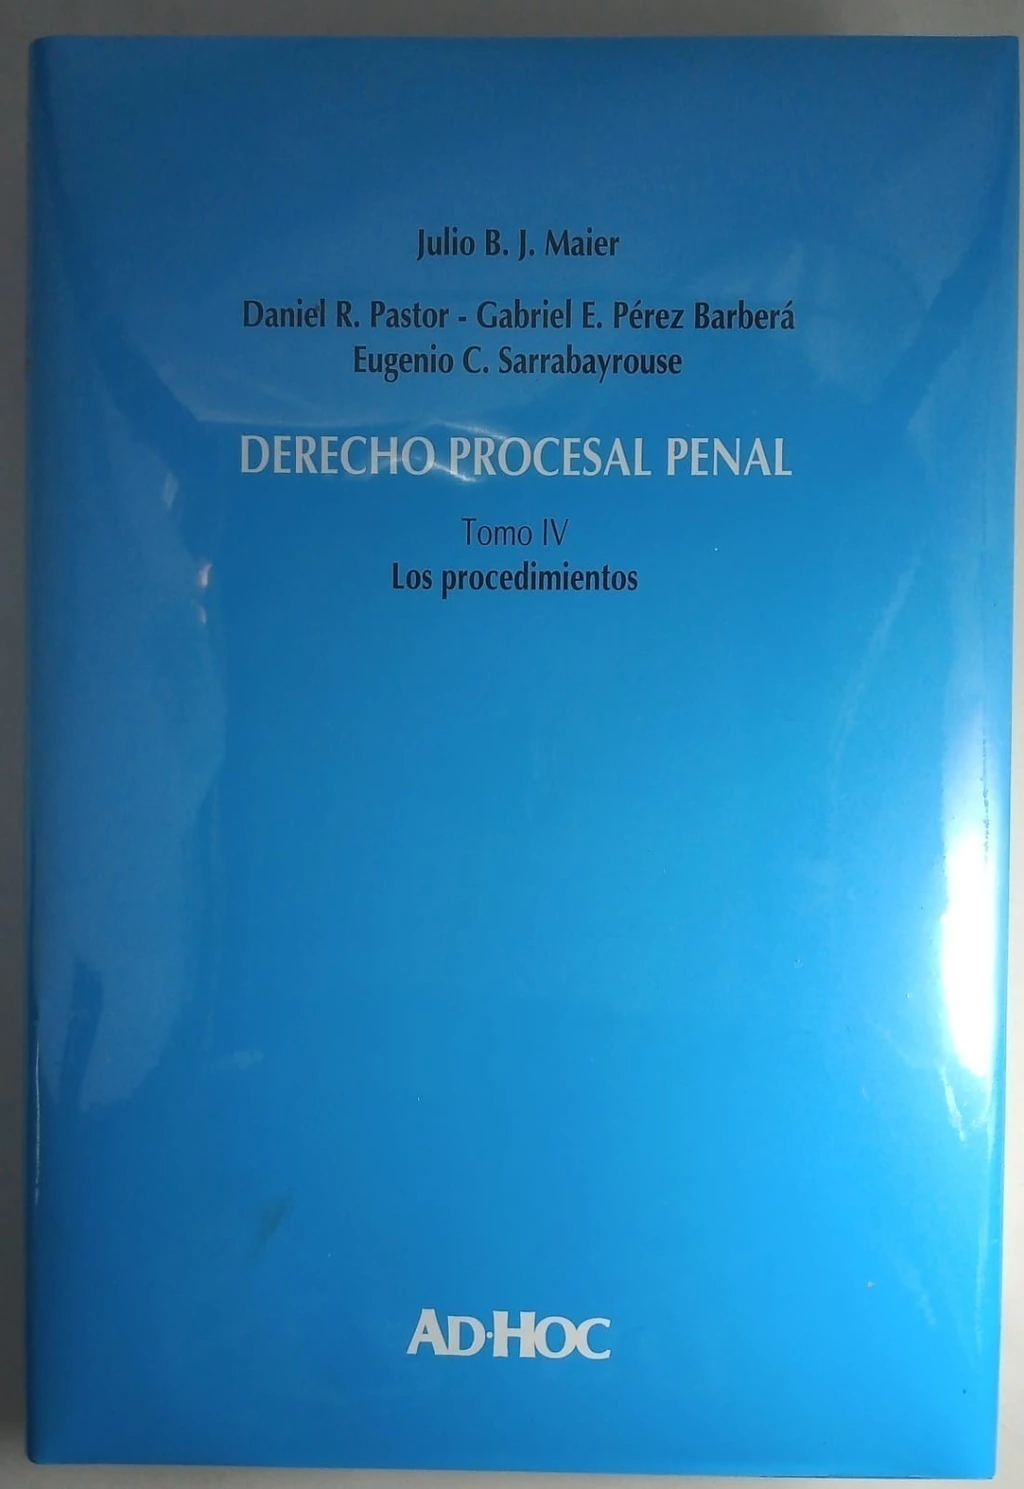 Julio B. J. Maier
Daniel R. Pastor - Gabriel E. Pérez Barberá
Eugenio C. Sarrabayrouse
DERECHO PROCESAL PENAL
Tomo IV
Los procedimientos
AD·HOC